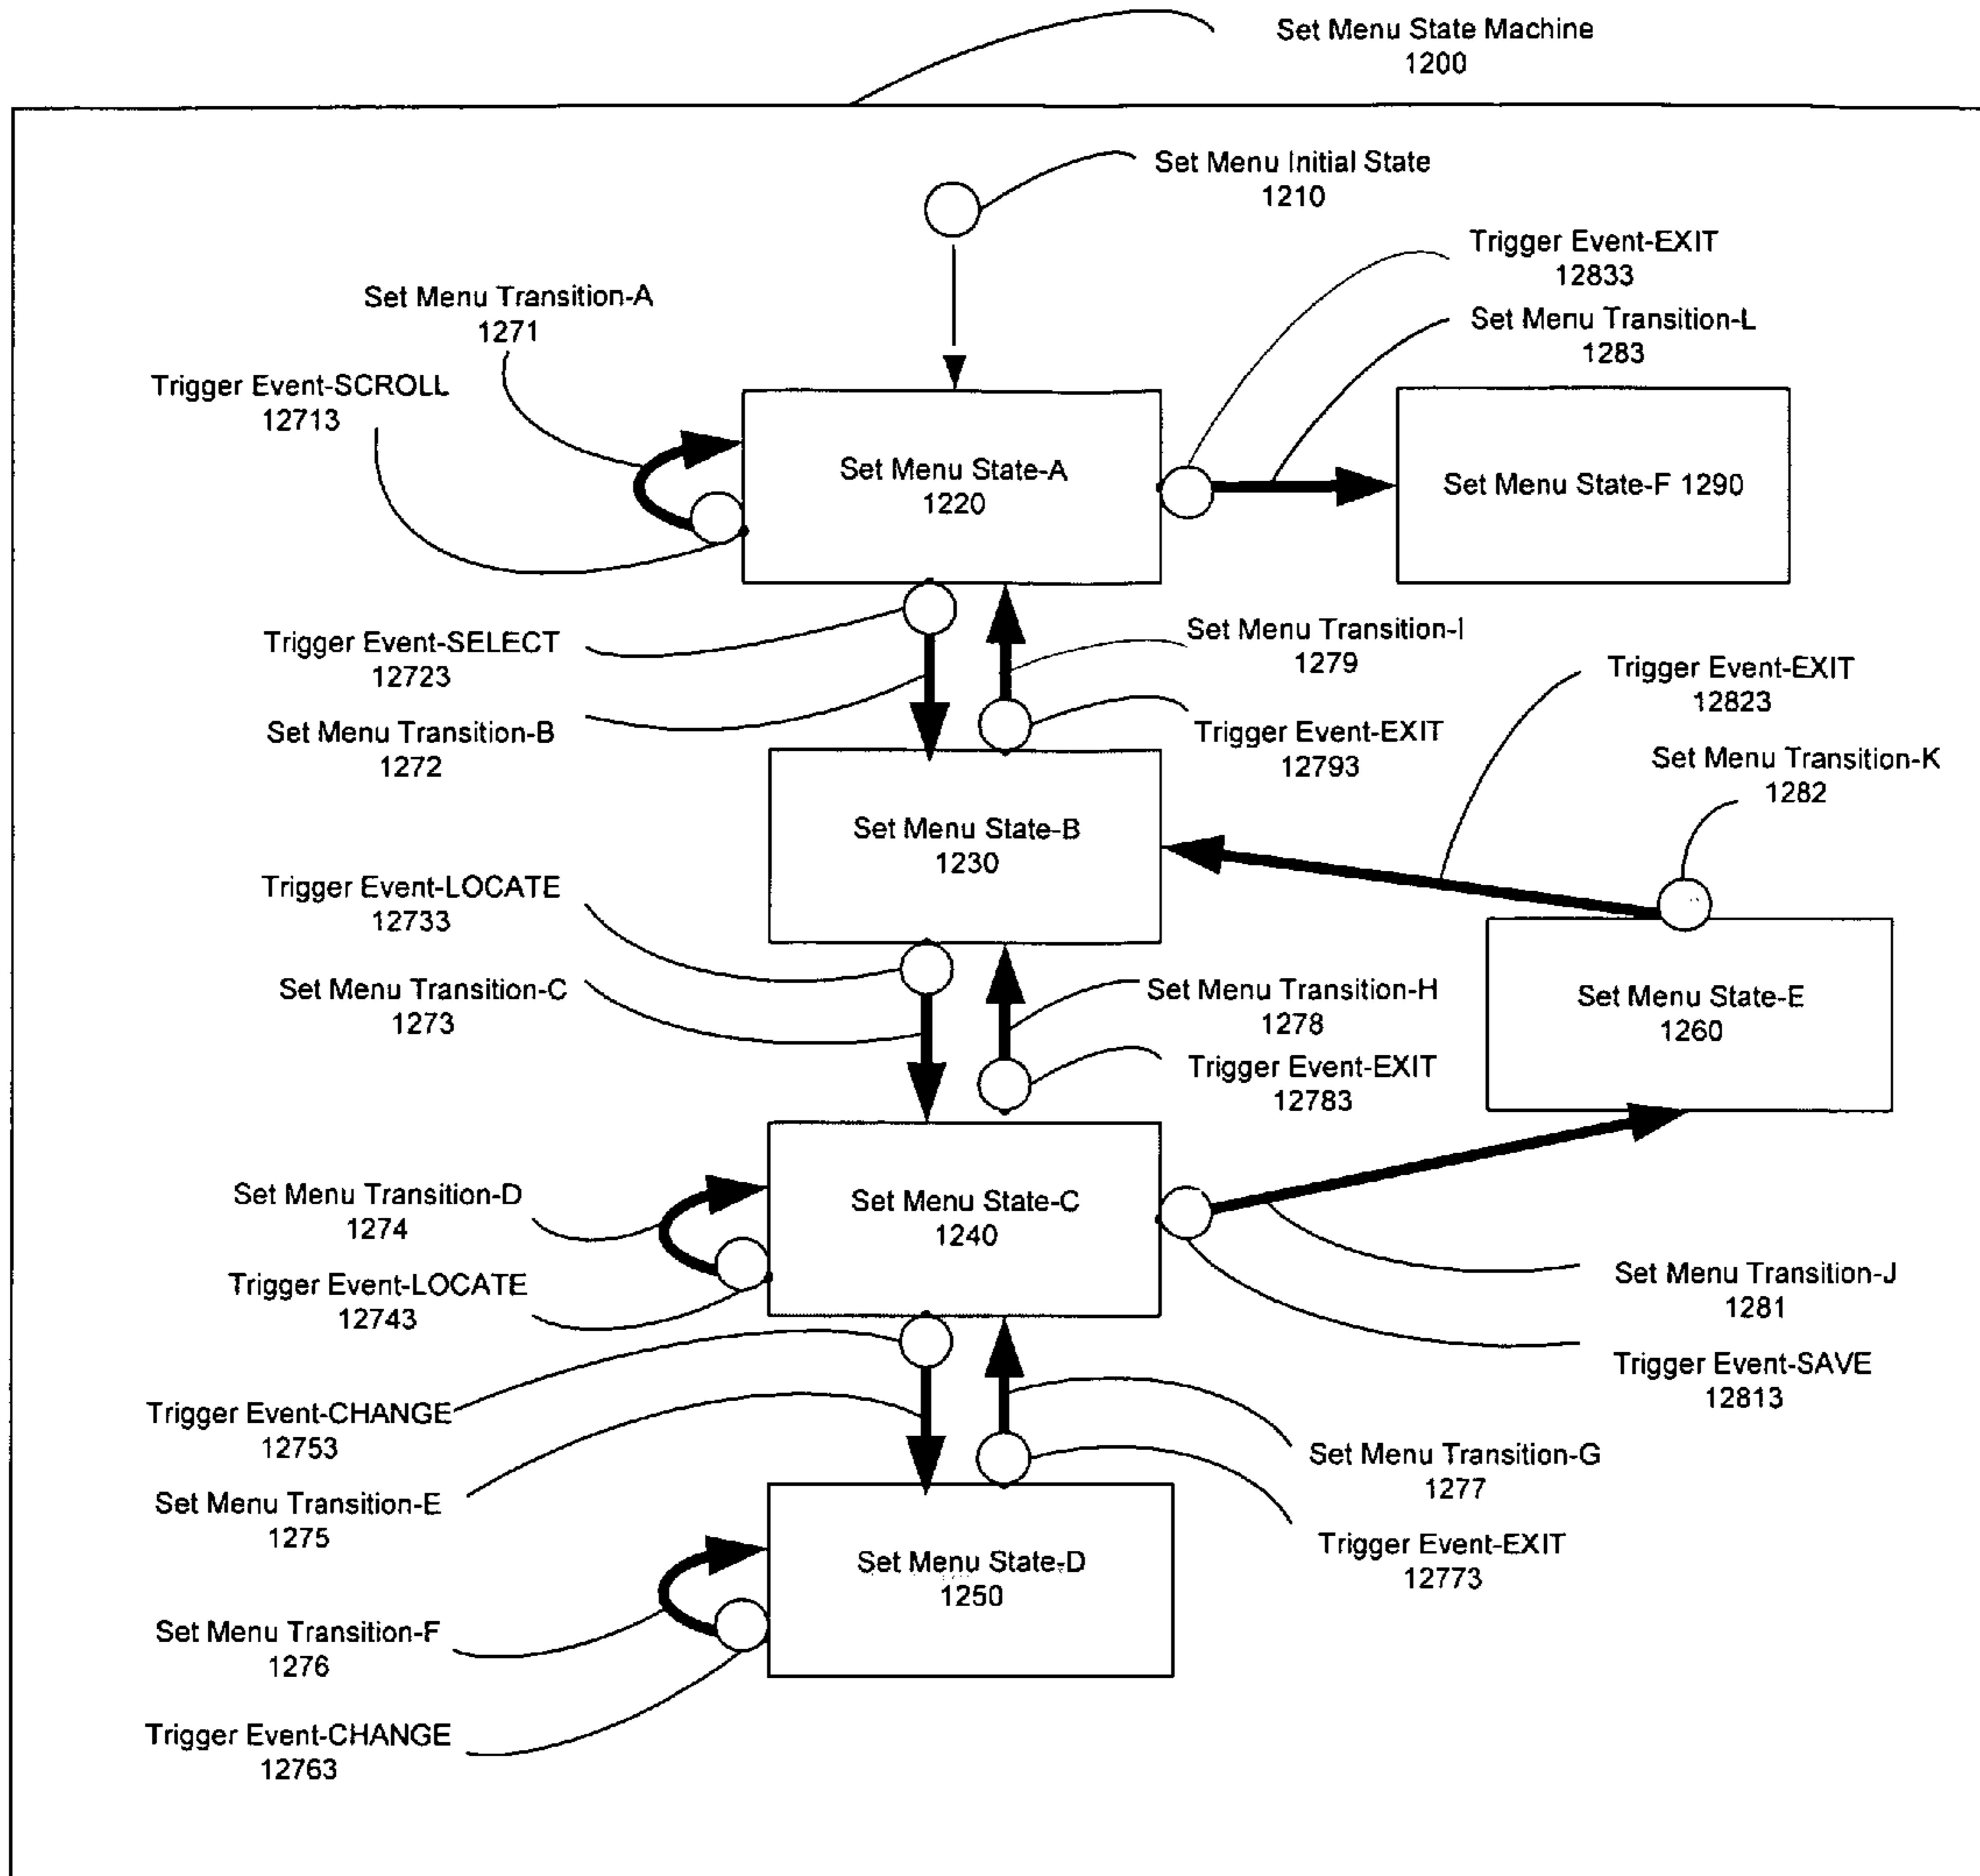 Set Menu State Machine
1200
Set Menu Initial State
1210
Trigger Event-EXIT
12833
Set Menu Transition-A
1271
Set Menu Transition-L
1283
Trigger Event-SCROLL
12713
Set Menu State-A
1220
Set Menu State-F 1290
Trigger Event-SELECT
12723
Set Menu Transition-I
1279
Trigger Event-EXIT
12823
Set Menu Transition-B
1272
Trigger Event-EXIT
12793
Set Menu Transition-K
1282
Set Menu State-B
1230
Trigger Event-LOCATE
12733
Set Menu Transition-C
1273
Set Menu Transition-H
1278
Set Menu State-E
1260
Trigger Event-EXIT
12783
Set Menu Transition-D
1274
Set Menu State-C
1240
Trigger Event-LOCATE
12743
Set Menu Transition-J
1281
Trigger Event-SAVE
12813
Trigger Event-CHANGE
12753
Set Menu Transition-G
1277
Set Menu Transition-E
1275
Trigger Event-EXIT
12773
Set Menu State-D
1250
Set Menu Transition-F
1276
Trigger Event-CHANGE
12763